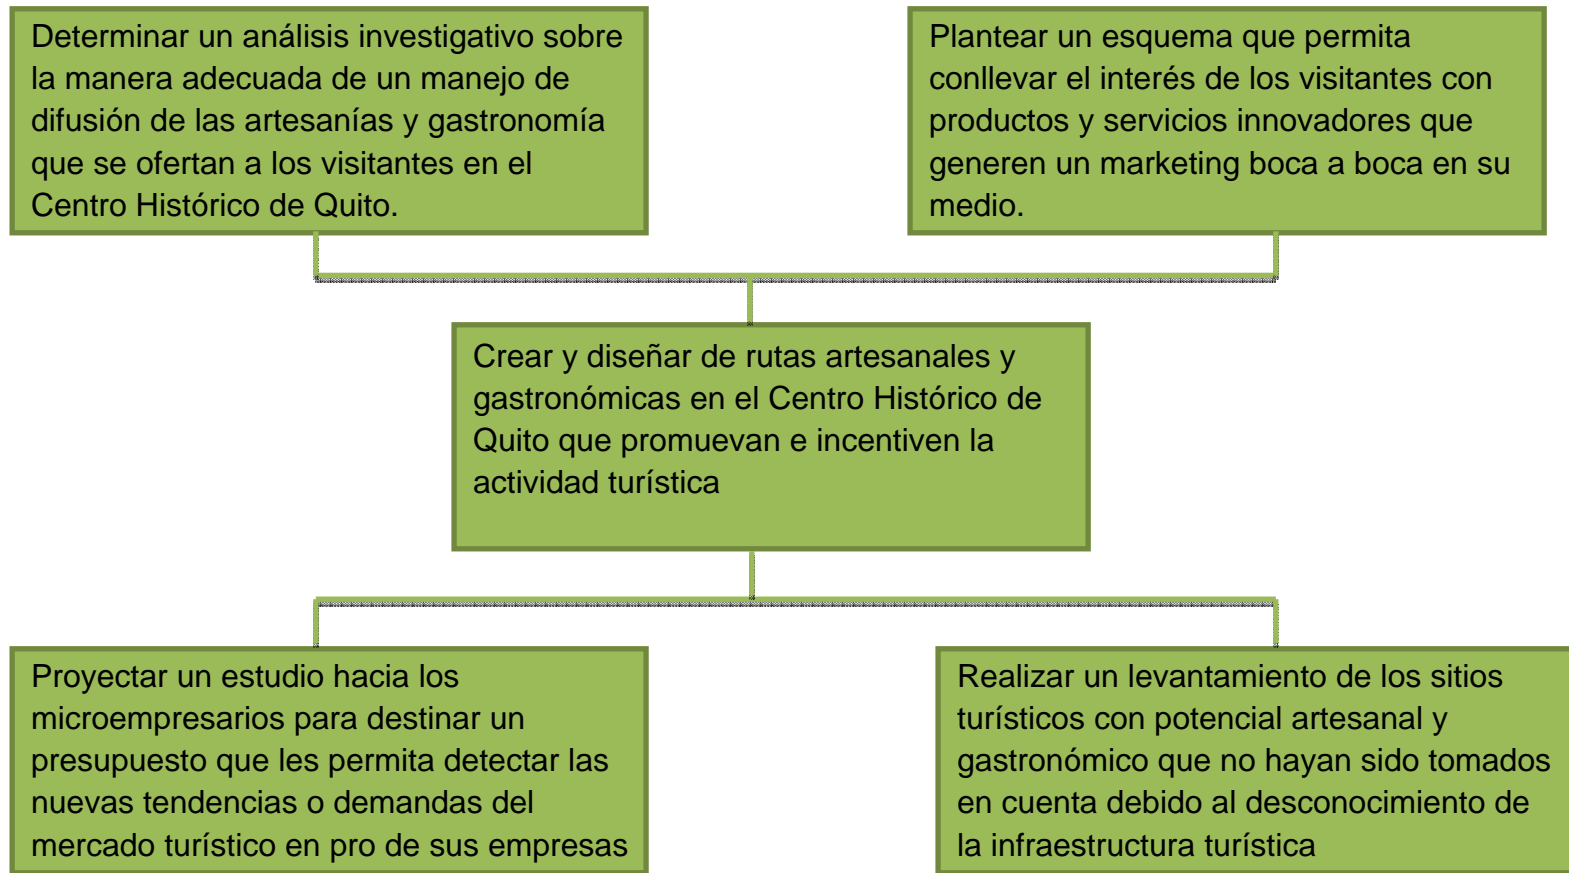 Determinar un análisis investigativo sobre
la manera adecuada de un manejo de
difusión de las artesanías y gastronomía
que se ofertan a los visitantes en el
Centro Histórico de Quito.
Plantear un esquema que permita
conllevar el interés de los visitantes con
productos y servicios innovadores que
generen un marketing boca a boca en su
medio.
Crear y diseñar de rutas artesanales y
gastronómicas en el Centro Histórico de
Quito que promuevan e incentiven la
actividad turística
Proyectar un estudio hacia los
microempresarios para destinar un
presupuesto que les permita detectar las
nuevas tendencias o demandas del
mercado turístico en pro de sus empresas
Realizar un levantamiento de los sitios
turísticos con potencial artesanal y
gastronómico que no hayan sido tomados
en cuenta debido al desconocimiento de
la infraestructura turística